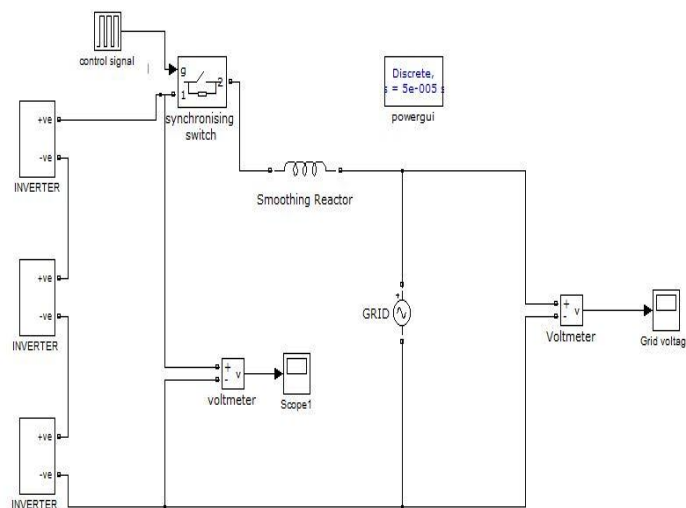 control signal
g
2
1
synchronising
switch
Discrete,
s = 5e-005 s
powergui
+ve
-ve
INVERTER
Smoothing Reactor
+ve
-ve
INVERTER
GRID
+
+
-
v
Voltmeter
Grid voltag
+
-
v
voltmeter
Scope1
+ve
-ve
INVERTER